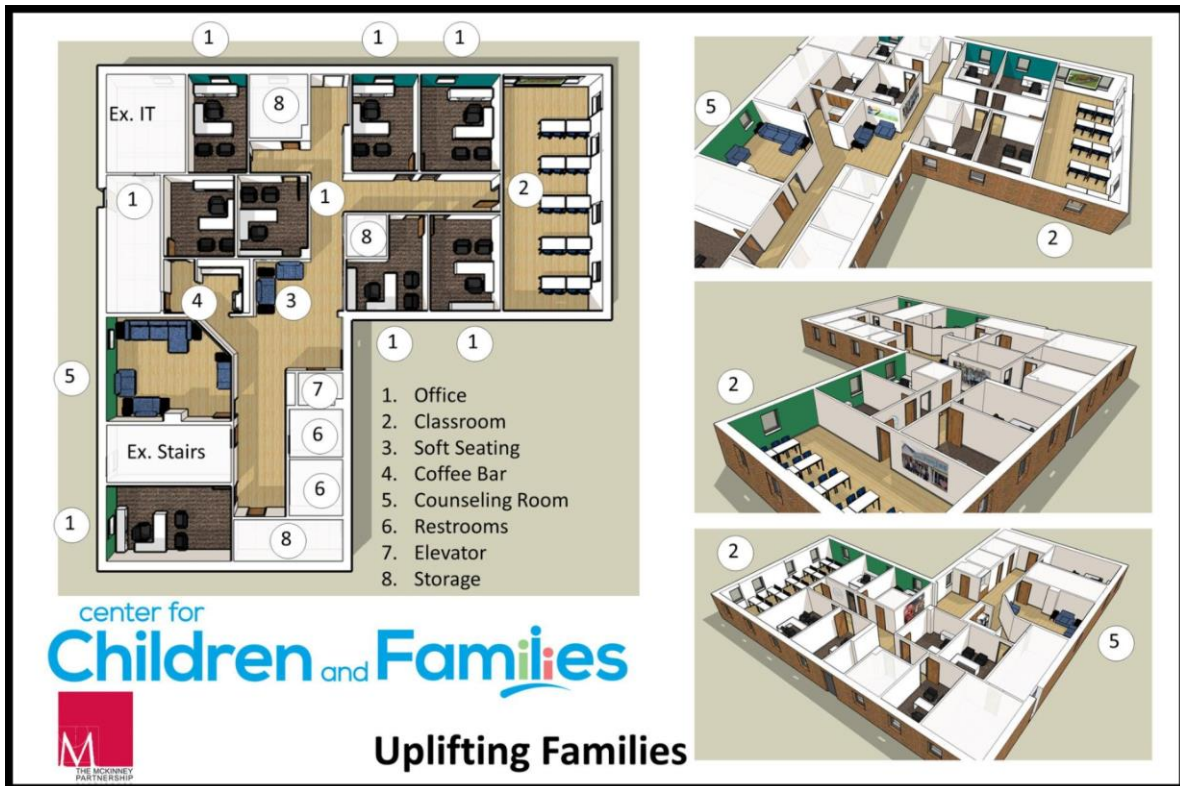 1
1
1
Ex. IT
8
1
1
2
8
4
3
1
1
5
7
6
Ex. Stairs
6
1
8
1. Office
2. Classroom
3. Soft Seating
4. Coffee Bar
5. Counseling Room
6. Restrooms
7. Elevator
8. Storage
center for
Children and Families
M
THE MCKINNEY
PARTNERSHIP
Uplifting Families
5
2
2
2
5